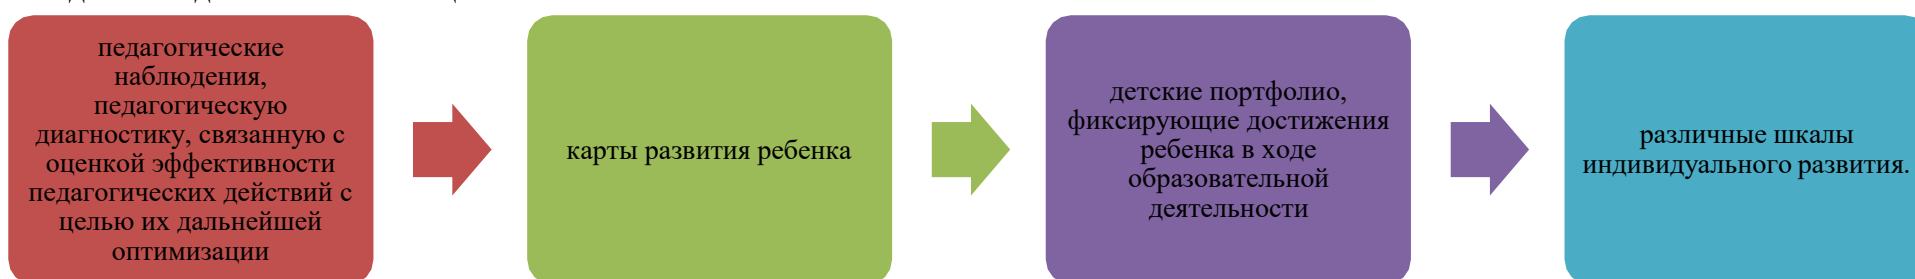 педагогические
наблюдения,
педагогическую
диагностику, связанную с
оценкой эффективности
педагогических действий с
целью их дальнейшей
оптимизации
карты развития ребенка
детские портфолио,
фиксирующие достижения
ребенка в ходе
образовательной
деятельности
различные шкалы
индивидуального развития.